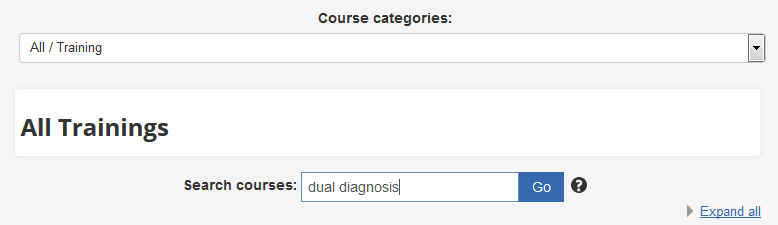 Course categories:
All / Training
All Trainings
Search courses: dual diagnosis Go ?
Expand all